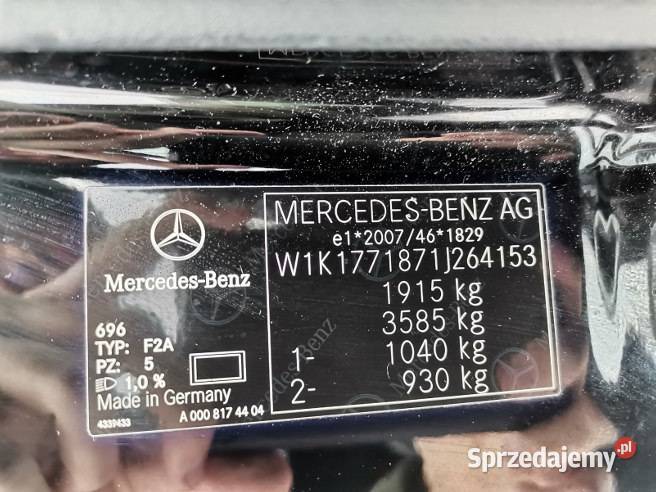 Mercedes-Benz
696
TYP: F2A
PZ: 5
1,0 %
Made in Germany
4339433
A 000 817 44 04
MERCEDES-BENZ AG
e1*2007/46*1829
W1K1771871J264153
1915 kg
3585 kg
1- 1040 kg
2- 930 kg
Sprzedajemy.pl